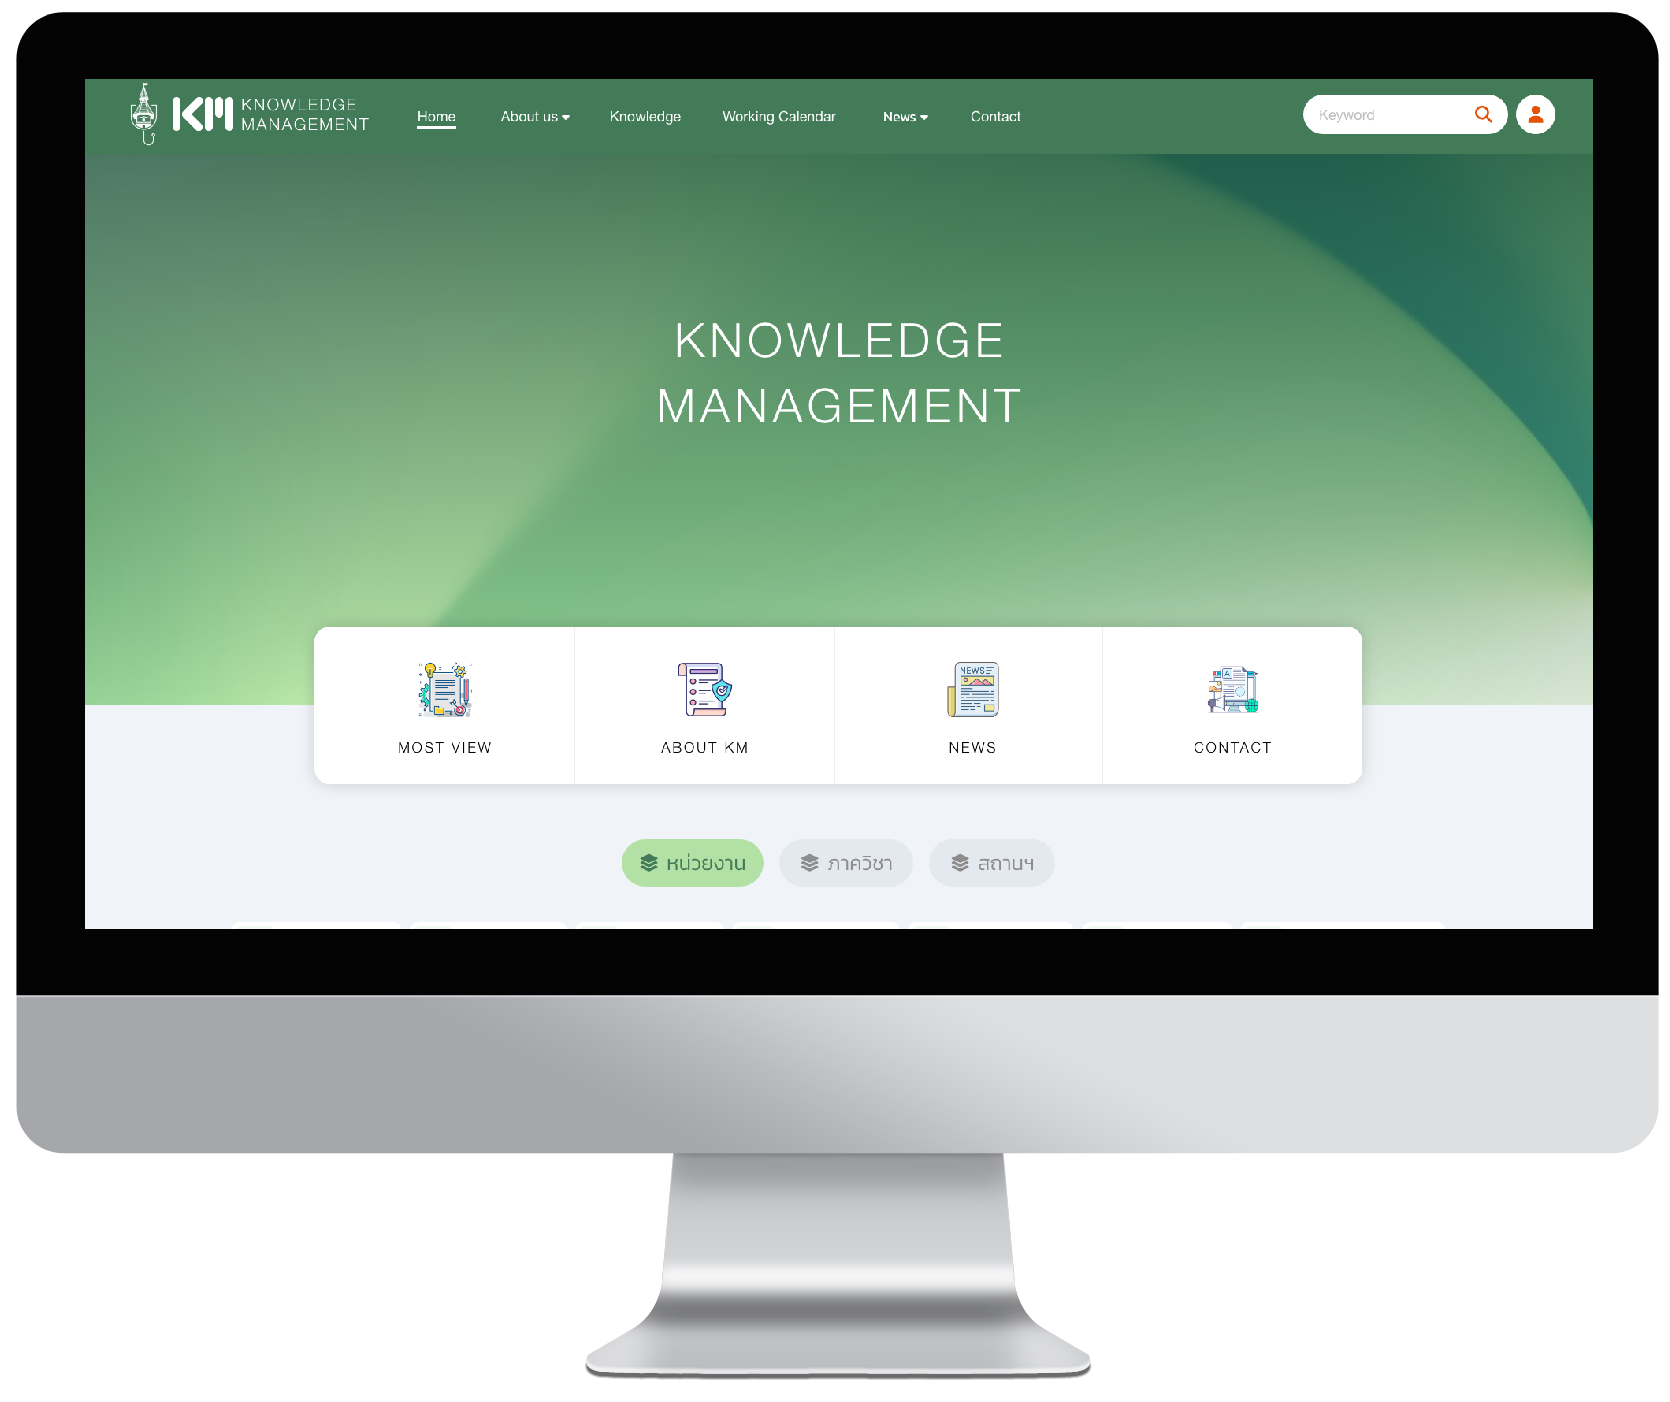 KM KNOWLEDGE
MANAGEMENT
Home About us Knowledge Working Calendar News Contact
Keyword
KNOWLEDGE
MANAGEMENT
NEWS
MOST VIEW ABOUT KM NEWS CONTACT
หน่วยงาน ภาควิชา สถานฯ